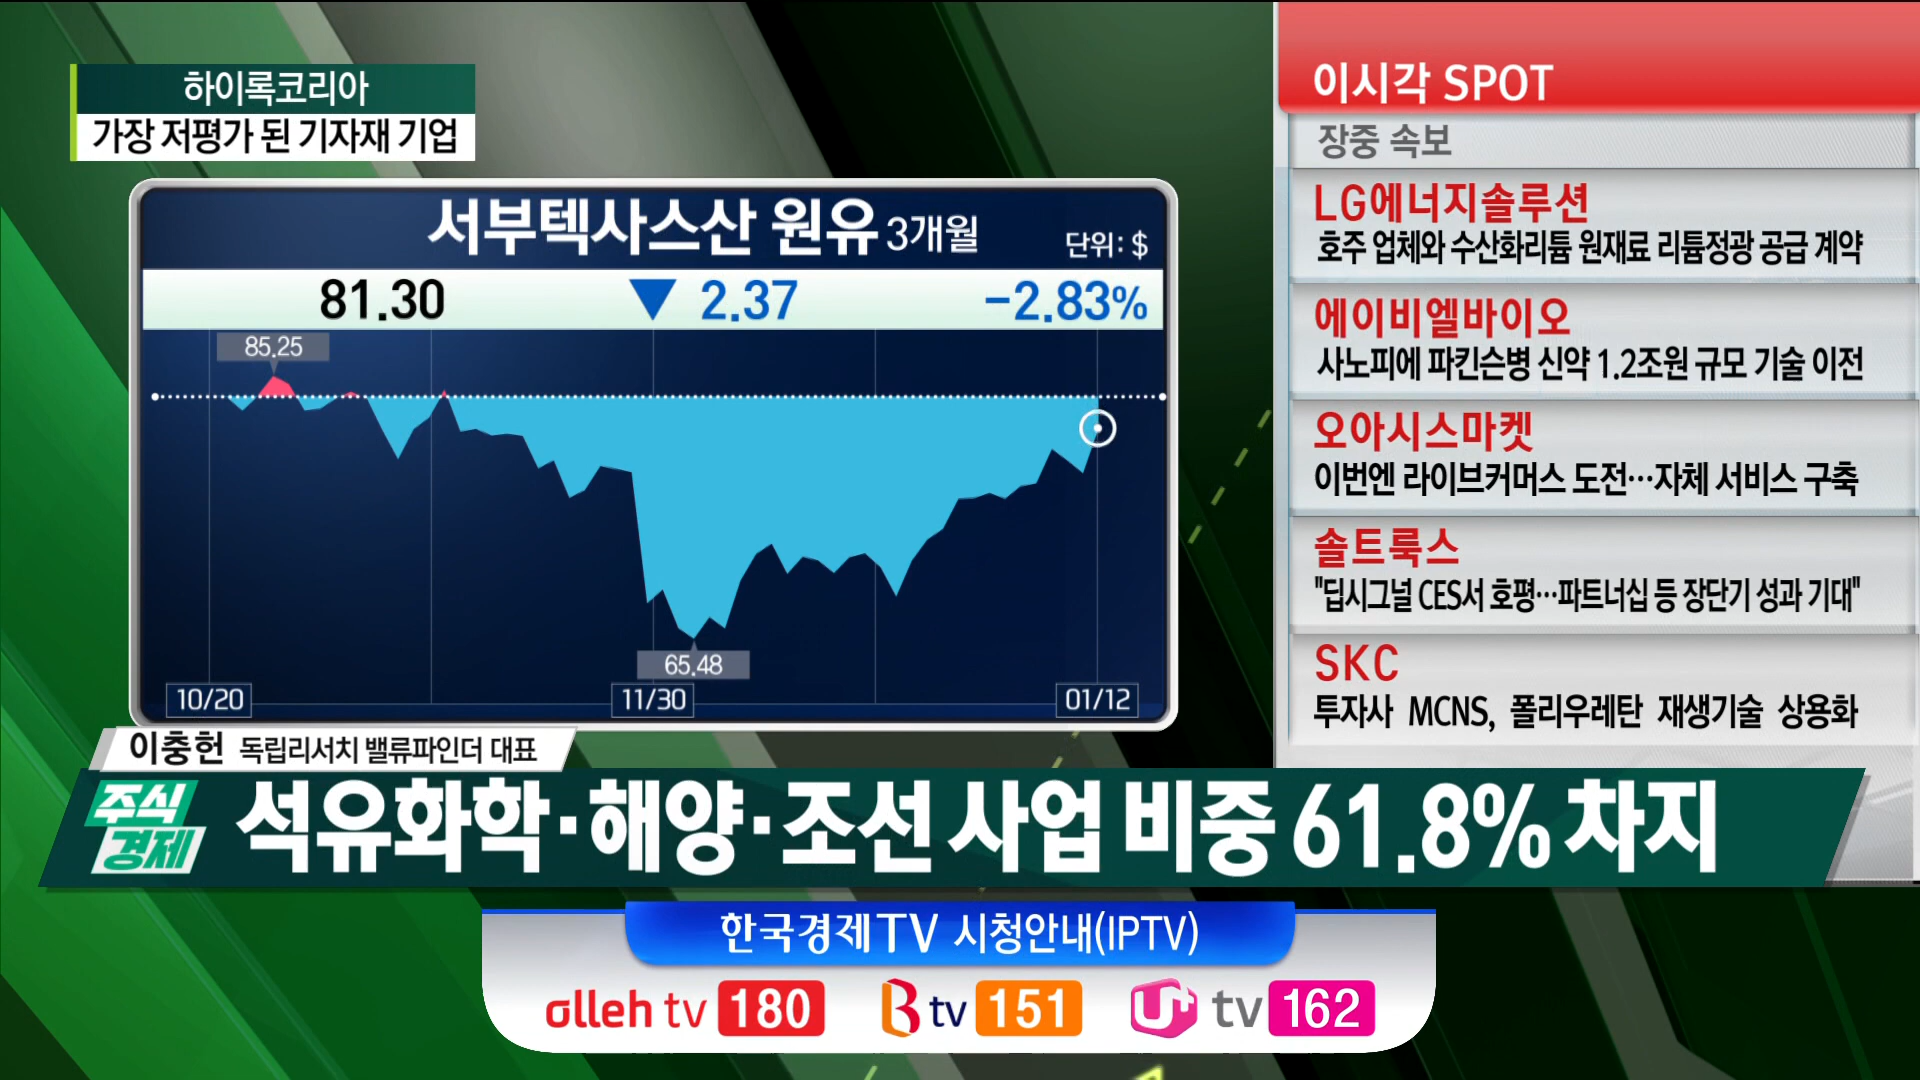 하이록코리아
가장 저평가 된 기자재 기업
서부텍사스산 원유 3개월 단위: $
81.30 ▼ 2.37 -2.83%
85.25
65.48
10/20 11/30 01/12
이시각 SPOT
장중 속보
LG에너지솔루션
호주 업체와 수산화리튬 원재료 리튬정광 공급 계약
에이비엘바이오
사노피에 파킨슨병 신약 1.2조원 규모 기술 이전
오아시스마켓
이번엔 라이브커머스 도전…자체 서비스 구축
솔트룩스
"딥시그널 CES서 호평…파트너십 등 장단기 성과 기대"
SKC
투자사 MCNS, 폴리우레탄 재생기술 상용화
이충헌 독립리서치 밸류파인더 대표
주식
경제
석유화학·해양·조선 사업 비중 61.8% 차지
한국경제TV 시청안내(IPTV)
olleh tv 180 B tv 151 U+ tv 162